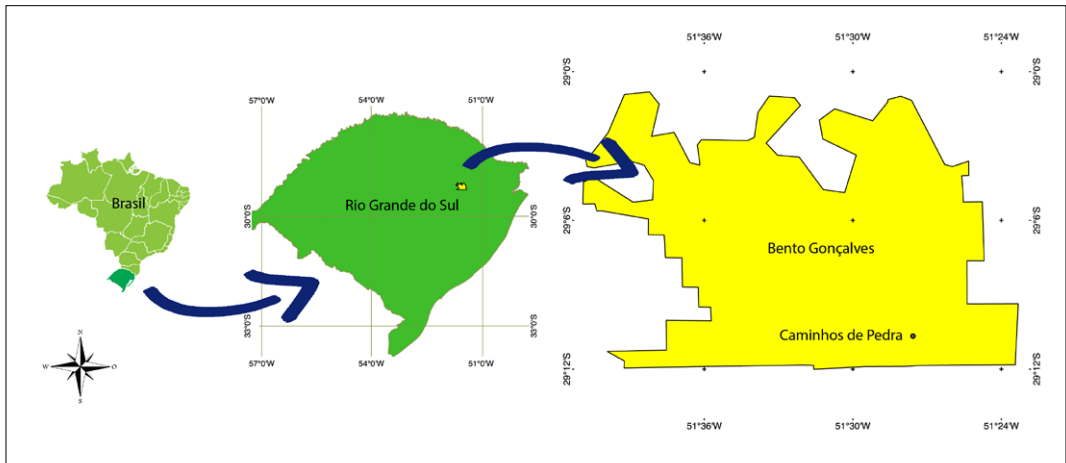 51°36'W
51°30'W
51°24'W
29°0'S
29°0'S
57°0'W
54°0'W
51°0'W
Brasil
Rio Grande do Sul
30°0'S
30°0'S
29°6'S
29°6'S
Bento Gonçalves
33°0'S
33°0'S
Caminhos de Pedra
N
W
O
S
57°0'W
54°0'W
51°0'W
29°12'S
29°12'S
51°36'W
51°30'W
51°24'W